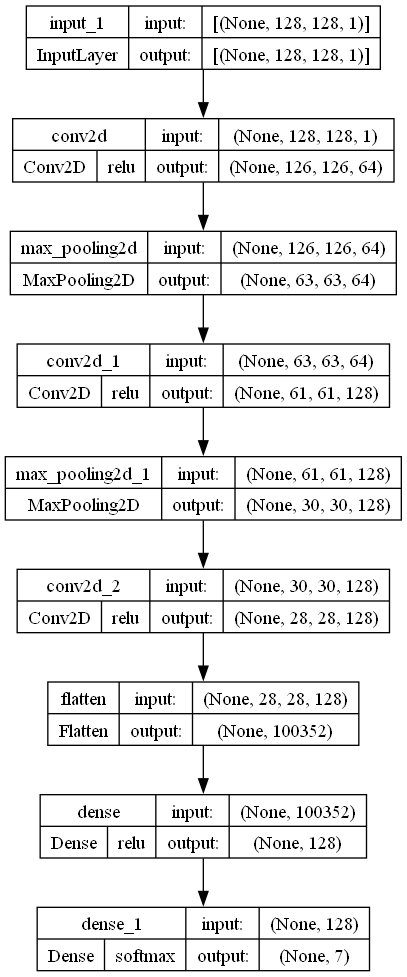 input_1 input: [(None, 128, 128, 1)]
InputLayer output: [(None, 128, 128, 1)]
conv2d input: (None, 128, 128, 1)
Conv2D relu output: (None, 126, 126, 64)
max_pooling2d input: (None, 126, 126, 64)
MaxPooling2D output: (None, 63, 63, 64)
conv2d_1 input: (None, 63, 63, 64)
Conv2D relu output: (None, 61, 61, 128)
max_pooling2d_1 input: (None, 61, 61, 128)
MaxPooling2D output: (None, 30, 30, 128)
conv2d_2 input: (None, 30, 30, 128)
Conv2D relu output: (None, 28, 28, 128)
flatten input: (None, 28, 28, 128)
Flatten output: (None, 100352)
dense input: (None, 100352)
Dense relu output: (None, 128)
dense_1 input: (None, 128)
Dense softmax output: (None, 7)